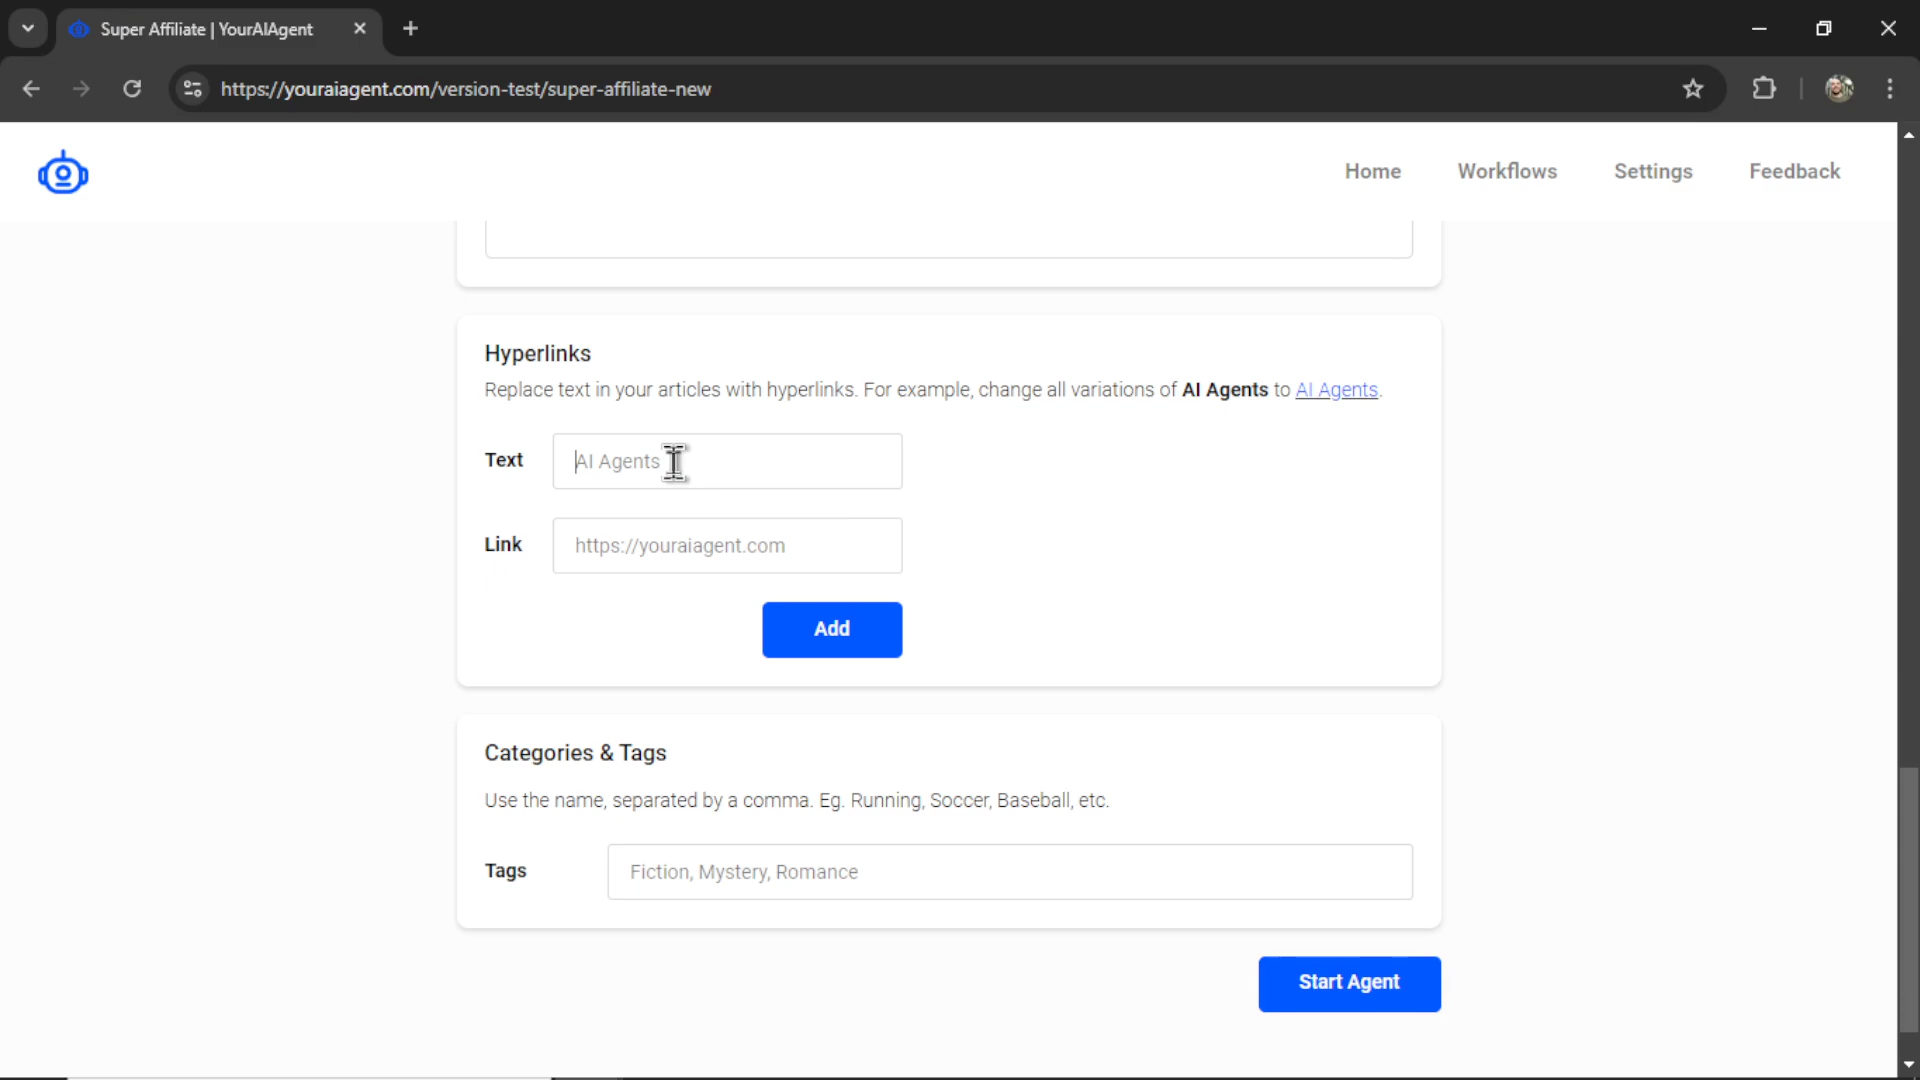 Super Affiliate | YourAIAgent
https://youraiagent.com/version-test/super-affiliate-new
Home Workflows Settings Feedback
Hyperlinks
Replace text in your articles with hyperlinks. For example, change all variations of AI Agents to AI Agents.
Text AI Agents
Link https://youraiagent.com
Add
Categories & Tags
Use the name, separated by a comma. Eg. Running, Soccer, Baseball, etc.
Tags Fiction, Mystery, Romance
Start Agent